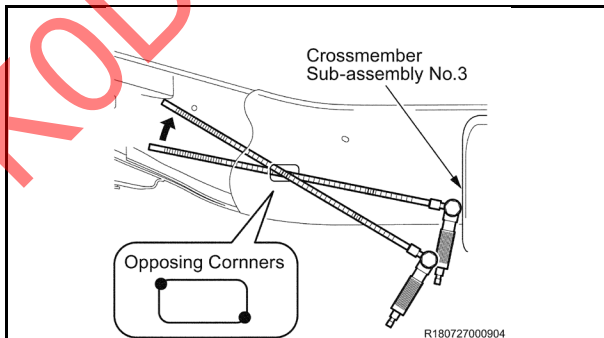 Crossmember
Sub-assembly No.3
Opposing Cornners
R180727000904